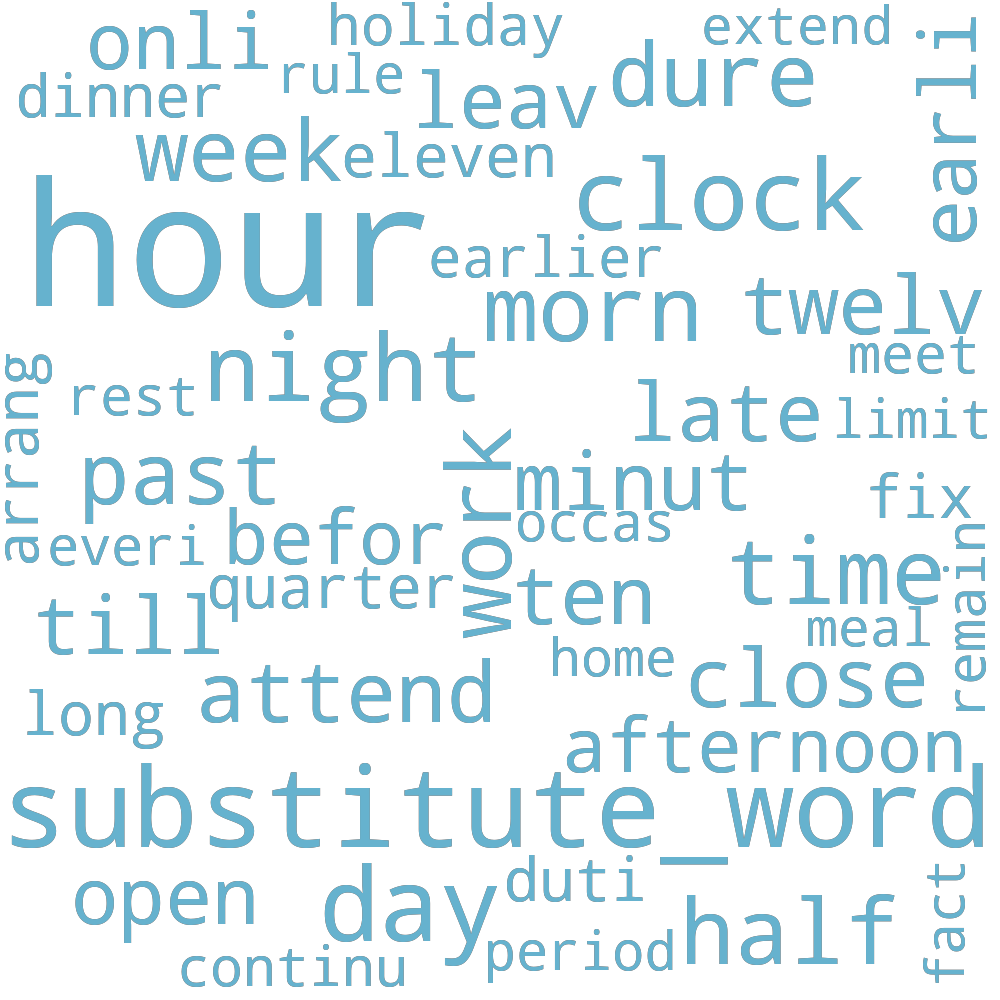 holiday
extend
onli
earli
rule
dure
dinner
leav
week
eleven
clock
hour
earlier
morn
twelv
night
meet
arrang
rest
late
limit
past
work
minut
fix
occas
befor
everi
remain
time
quarter
ten
till
meal
home
close
attend
long
afternoon
substitute_word
open
day
duti
half
fact
period
continu